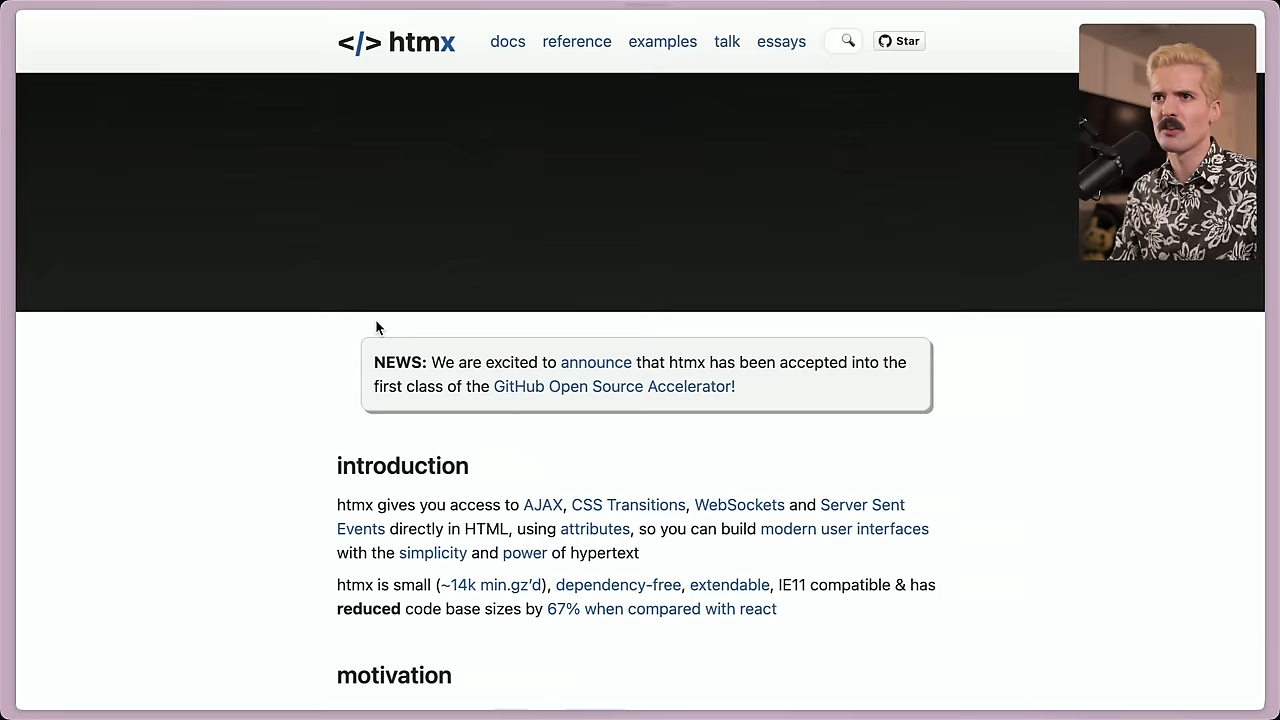 </> htmx docs reference examples talk essays Star
NEWS: We are excited to announce that htmx has been accepted into the
first class of the GitHub Open Source Accelerator!
introduction
htmx gives you access to AJAX, CSS Transitions, WebSockets and Server Sent
Events directly in HTML, using attributes, so you can build modern user interfaces
with the simplicity and power of hypertext
htmx is small (~14k min.gz’d), dependency-free, extendable, IE11 compatible & has
reduced code base sizes by 67% when compared with react
motivation